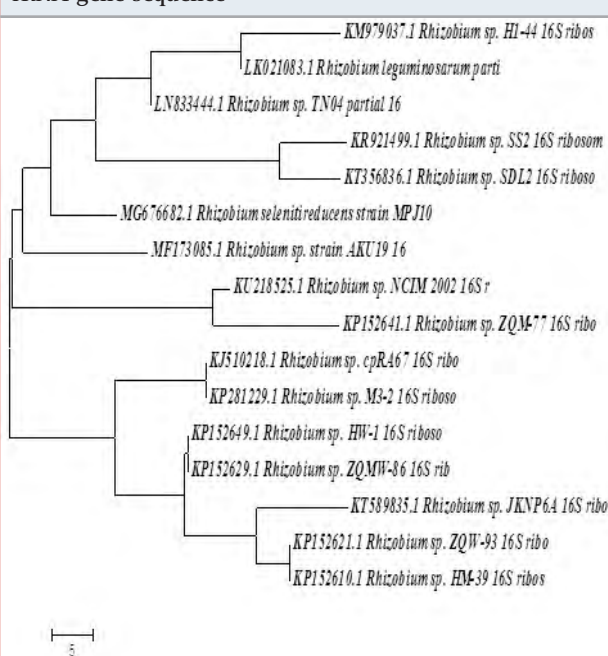 KM979037.1 Rhizobium sp. H1-44 16S ribos
LK021083.1 Rhizobium leguminosarum parti
LN833444.1 Rhizobium sp. TN04 partial 16
KR921499.1 Rhizobium sp. SS2 16S ribosom
KT356836.1 Rhizobium sp. SDL2 16S riboso
MG676682.1 Rhizobium selenitireducens strain MPJ10
MF173085.1 Rhizobium sp. strain AKU19 16
KU218525.1 Rhizobium sp. NCIM 2002 16S r
KP152641.1 Rhizobium sp. ZQM-77 16S ribo
KJ510218.1 Rhizobium sp. cpRA67 16S ribo
KP281229.1 Rhizobium sp. M3-2 16S riboso
KP152649.1 Rhizobium sp. HW-1 16S riboso
KP152629.1 Rhizobium sp. ZQMW-86 16S rib
KT589835.1 Rhizobium sp. JKNP6A 16S ribo
KP152621.1 Rhizobium sp. ZQW-93 16S ribo
KP152610.1 Rhizobium sp. HM-39 16S ribos
5